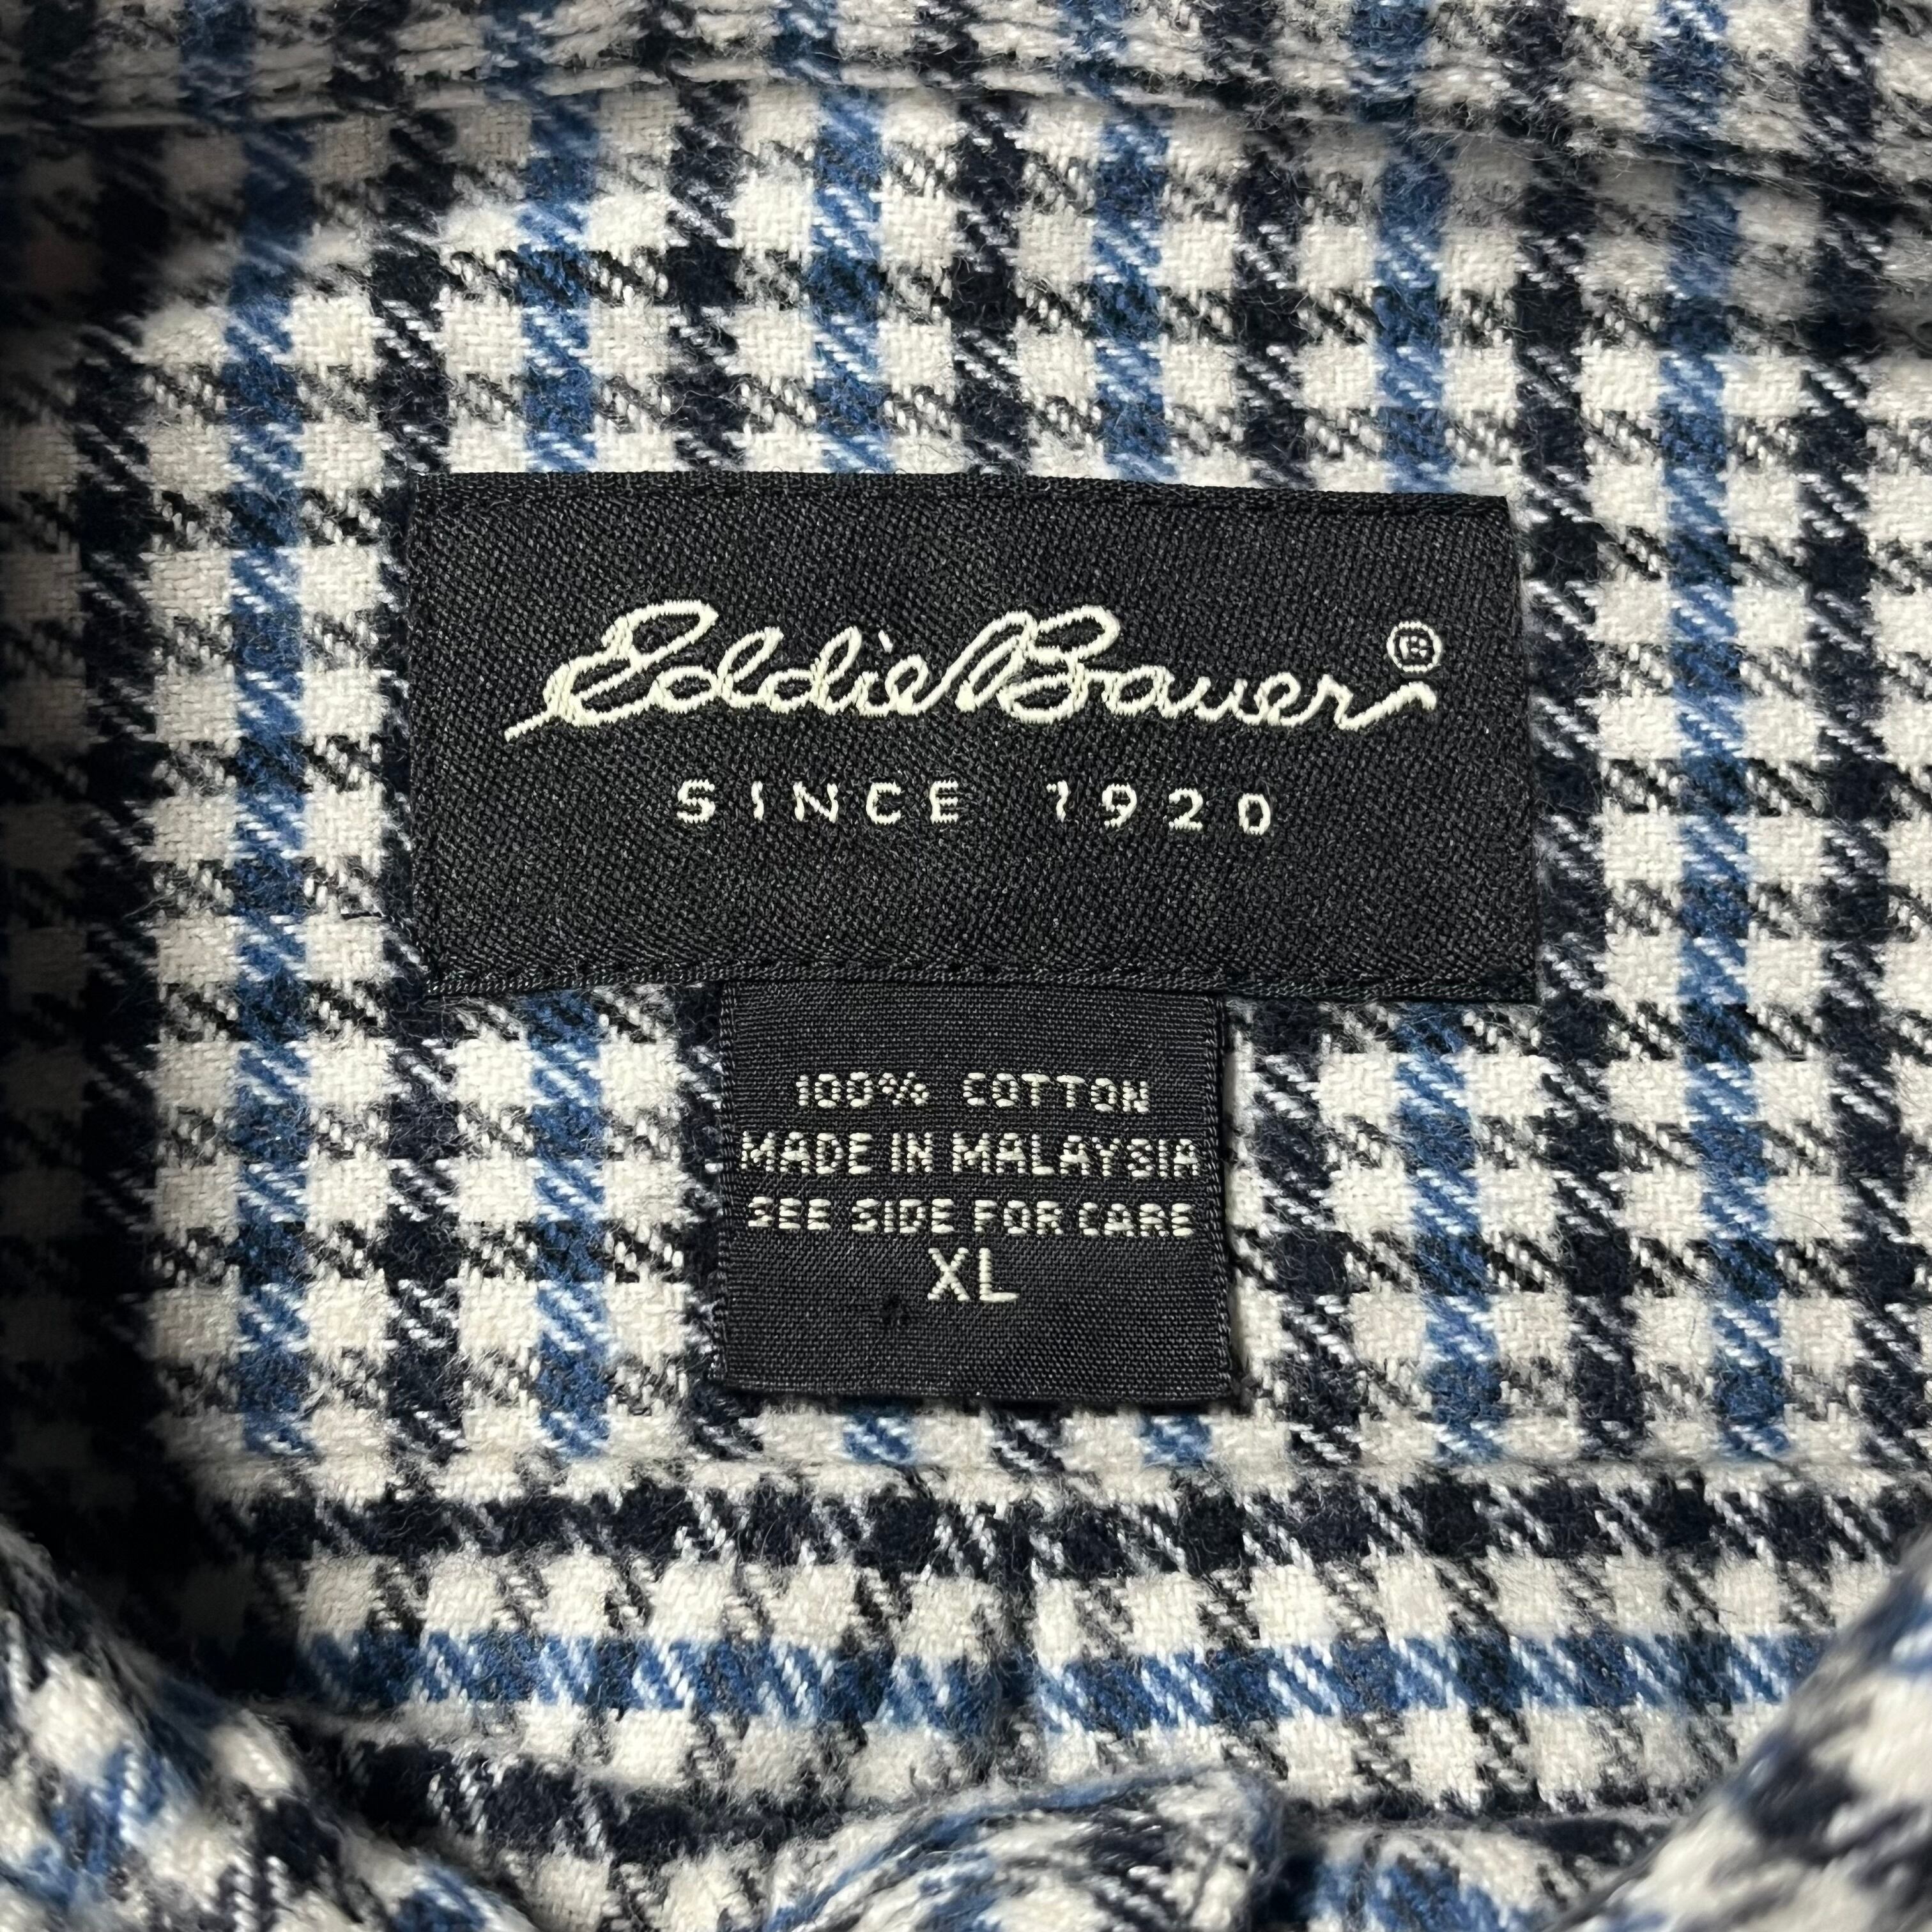 Eddie Bauer®
SINCE 1920
100% COTTON
MADE IN MALAYSIA
SEE SIDE FOR CARE
XL